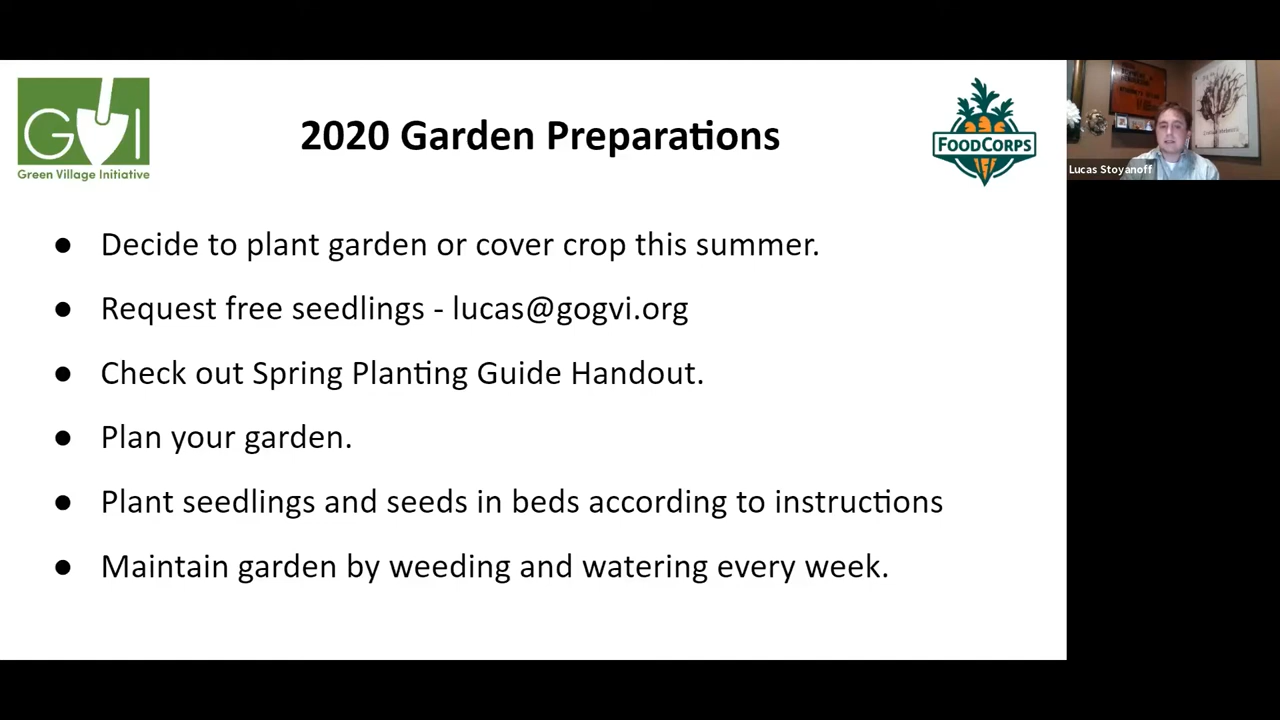 GVI
Green Village Initiative
2020 Garden Preparations
FOODCORPS
Lucas Stoyanoff
● Decide to plant garden or cover crop this summer.
● Request free seedlings - lucas@gogvi.org
● Check out Spring Planting Guide Handout.
● Plan your garden.
● Plant seedlings and seeds in beds according to instructions
● Maintain garden by weeding and watering every week.